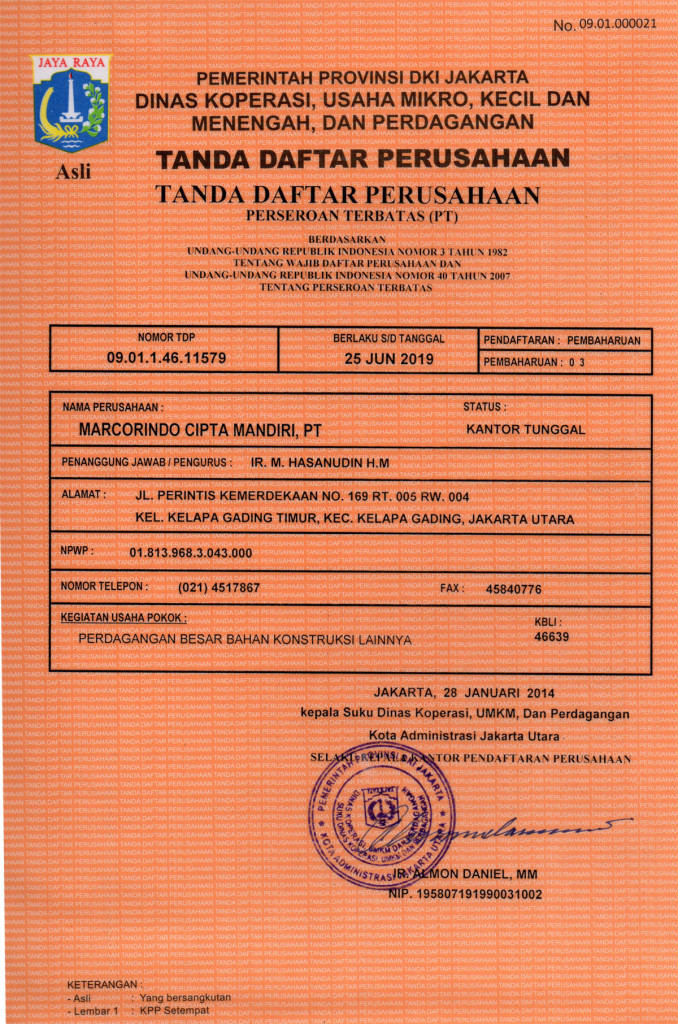 No. 09.01.000021
JAYA RAYA
PEMERINTAH PROVINSI DKI JAKARTA
DINAS KOPERASI, USAHA MIKRO, KECIL DAN
MENENGAH, DAN PERDAGANGAN
Asli
TANDA DAFTAR PERUSAHAAN
TANDA DAFTAR PERUSAHAAN
PERSEROAN TERBATAS (PT)
BERDASARKAN
UNDANG-UNDANG REPUBLIK INDONESIA NOMOR 3 TAHUN 1982
TENTANG WAJIB DAFTAR PERUSAHAAN DAN
UNDANG-UNDANG REPUBLIK INDONESIA NOMOR 40 TAHUN 2007
TENTANG PERSEROAN TERBATAS
NOMOR TDP
09.01.1.46.11579
BERLAKU S/D TANGGAL
25 JUN 2019
PENDAFTARAN : PEMBAHARUAN
PEMBAHARUAN : 0 3
NAMA PERUSAHAAN : STATUS :
MARCORINDO CIPTA MANDIRI, PT KANTOR TUNGGAL
PENANGGUNG JAWAB / PENGURUS : IR. M. HASANUDIN H.M
ALAMAT : JL. PERINTIS KEMERDEKAAN NO. 169 RT. 005 RW. 004
KEL. KELAPA GADING TIMUR, KEC. KELAPA GADING, JAKARTA UTARA
NPWP : 01.813.968.3.043.000
NOMOR TELEPON : (021) 4517867 FAX : 45840776
KEGIATAN USAHA POKOK : KBLI :
PERDAGANGAN BESAR BAHAN KONSTRUKSI LAINNYA 46639
JAKARTA, 28 JANUARI 2014
kepala Suku Dinas Koperasi, UMKM, Dan Perdagangan
Kota Administrasi Jakarta Utara
SELAKU KEPALA KANTOR PENDAFTARAN PERUSAHAAN
PEMERINTAH PROVINSI DKI JAKARTA
KOTA ADMINISTRASI JAKARTA UTARA
IR. ALMON DANIEL, MM
NIP. 195807191990031002
KETERANGAN :
- Asli : Yang bersangkutan
- Lembar 1 : KPP Setempat